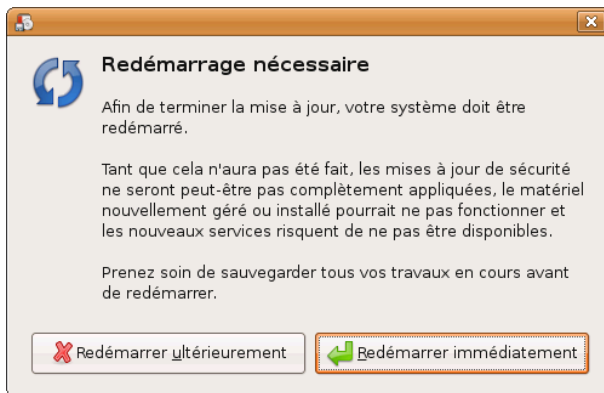 Redémarrage nécessaire
Afin de terminer la mise à jour, votre système doit être
redémarré.
Tant que cela n'aura pas été fait, les mises à jour de sécurité
ne seront peut-être pas complètement appliquées, le matériel
nouvellement géré ou installé pourrait ne pas fonctionner et
les nouveaux services risquent de ne pas être disponibles.
Prenez soin de sauvegarder tous vos travaux en cours avant
de redémarrer.
Redémarrer ultérieurement
Redémarrer immédiatement